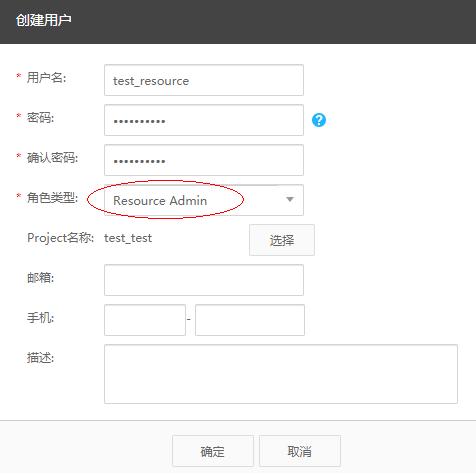 创建用户
* 用户名: test_resource
* 密码: •••••••••• ?
* 确认密码: ••••••••••
* 角色类型: Resource Admin
Project名称: test_test 选择
邮箱:
手机: -
描述:
确定 取消